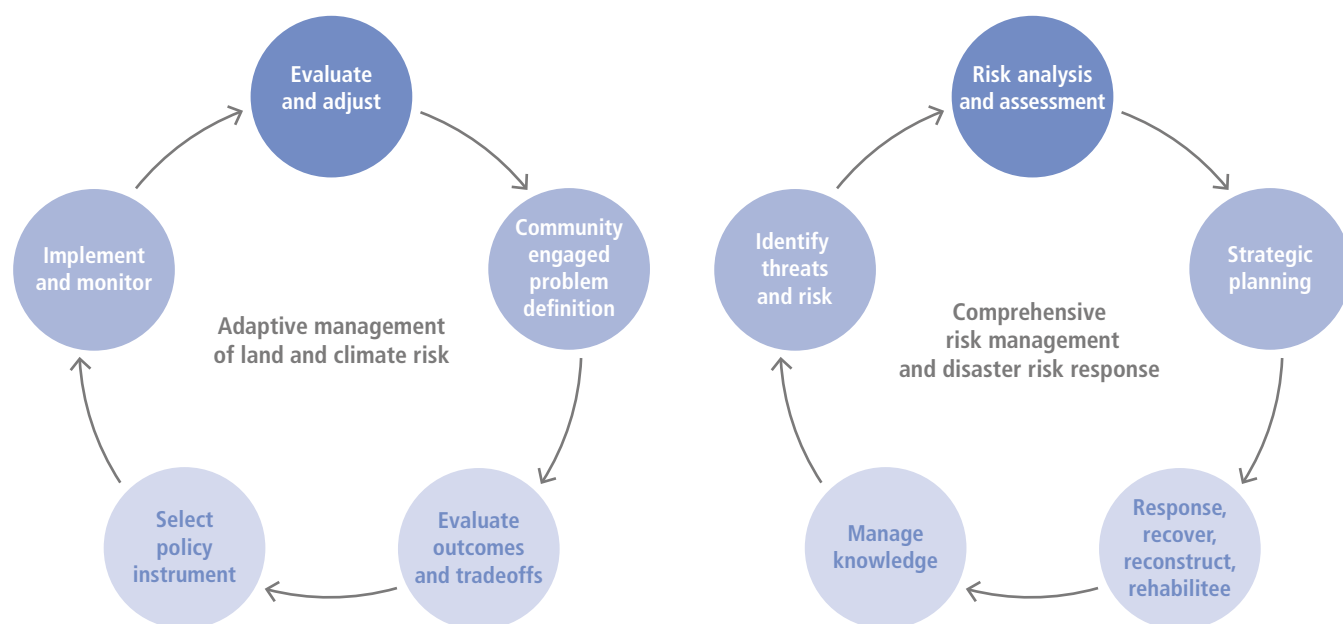 Evaluate
and adjust
Community
engaged
problem
definition
Evaluate
outcomes
and tradeoffs
Select
policy
instrument
Implement
and monitor
Adaptive management
of land and climate risk
Risk analysis
and assessment
Strategic
planning
Response,
recover,
reconstruct,
rehabilitee
Manage
knowledge
Identify
threats
and risk
Comprehensive
risk management
and disaster risk response